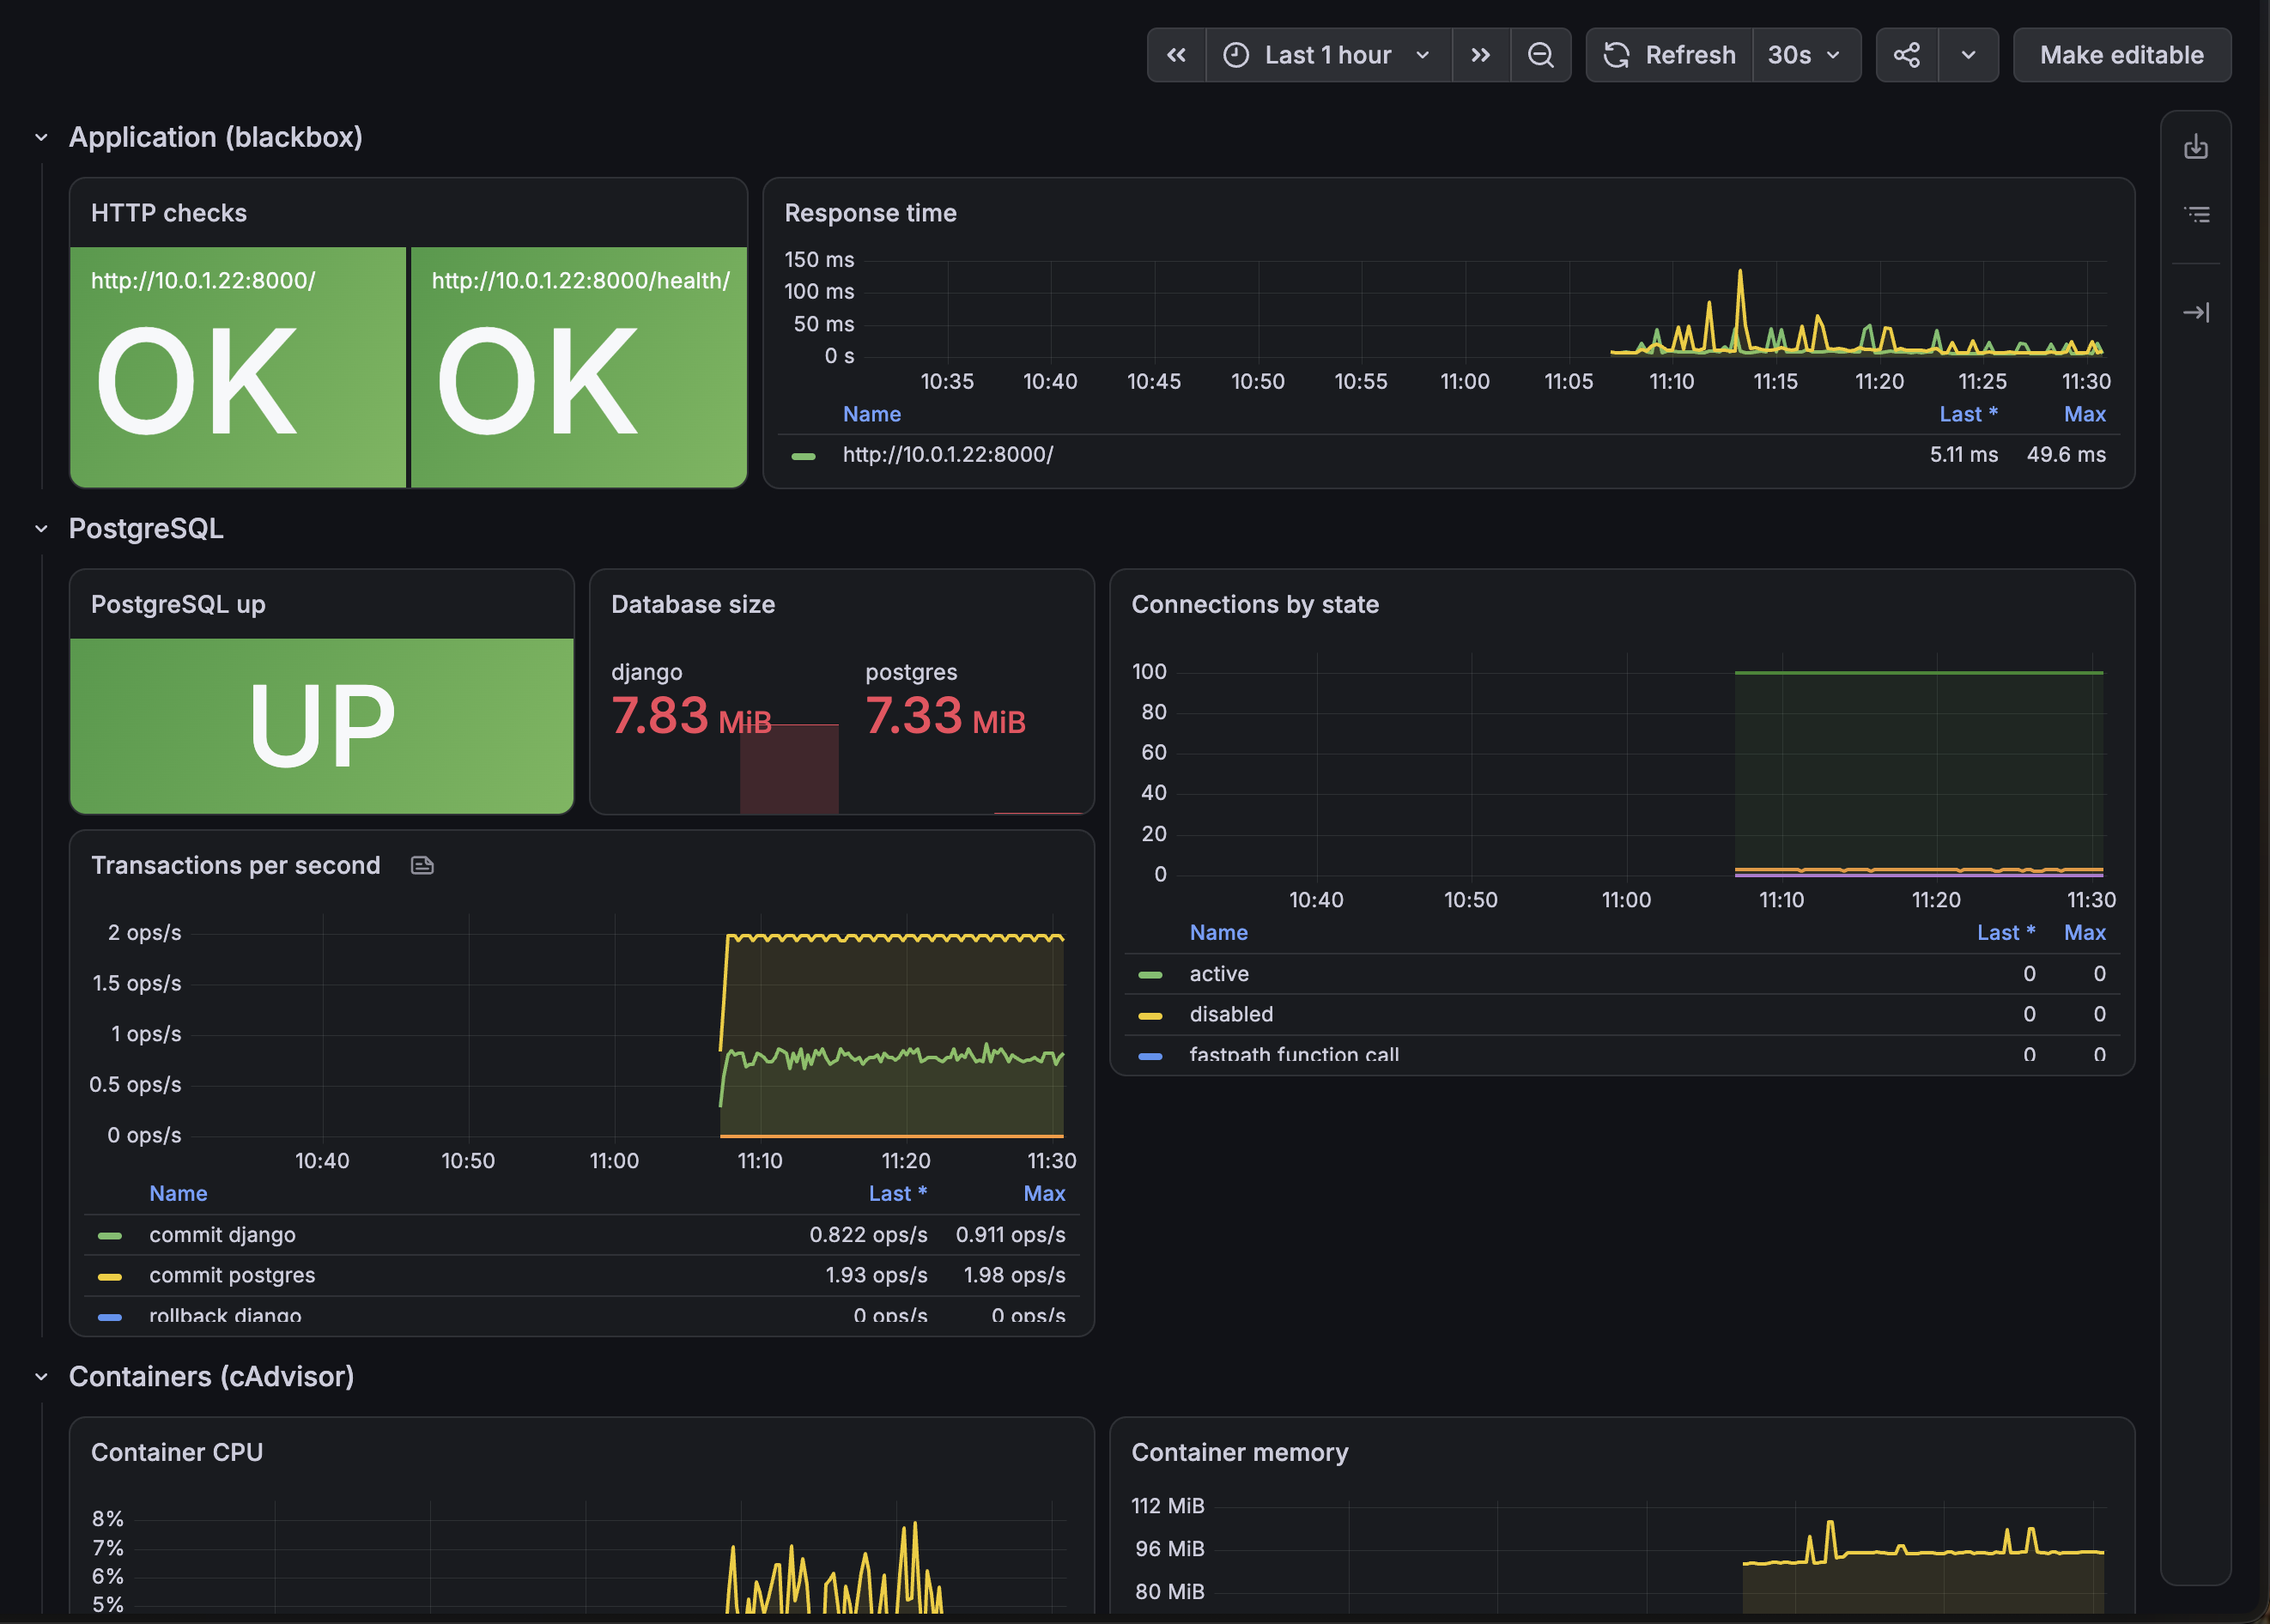 Last 1 hour
Refresh
30s
Make editable
Application (blackbox)
HTTP checks
http://10.0.1.22:8000/
OK
http://10.0.1.22:8000/health/
OK
Response time
150 ms
100 ms
50 ms
0 s
10:35 10:40 10:45 10:50 10:55 11:00 11:05 11:10 11:15 11:20 11:25 11:30
Name Last * Max
http://10.0.1.22:8000/ 5.11 ms 49.6 ms
PostgreSQL
PostgreSQL up
UP
Database size
django
7.83 MiB
postgres
7.33 MiB
Connections by state
100
80
60
40
20
0
10:40 10:50 11:00 11:10 11:20 11:30
Name Last * Max
active 0 0
disabled 0 0
fastpath function call 0 0
Transactions per second
2 ops/s
1.5 ops/s
1 ops/s
0.5 ops/s
0 ops/s
10:40 10:50 11:00 11:10 11:20 11:30
Name Last * Max
commit django 0.822 ops/s 0.911 ops/s
commit postgres 1.93 ops/s 1.98 ops/s
rollback django 0 ops/s 0 ops/s
Containers (cAdvisor)
Container CPU
8%
7%
6%
5%
Container memory
112 MiB
96 MiB
80 MiB